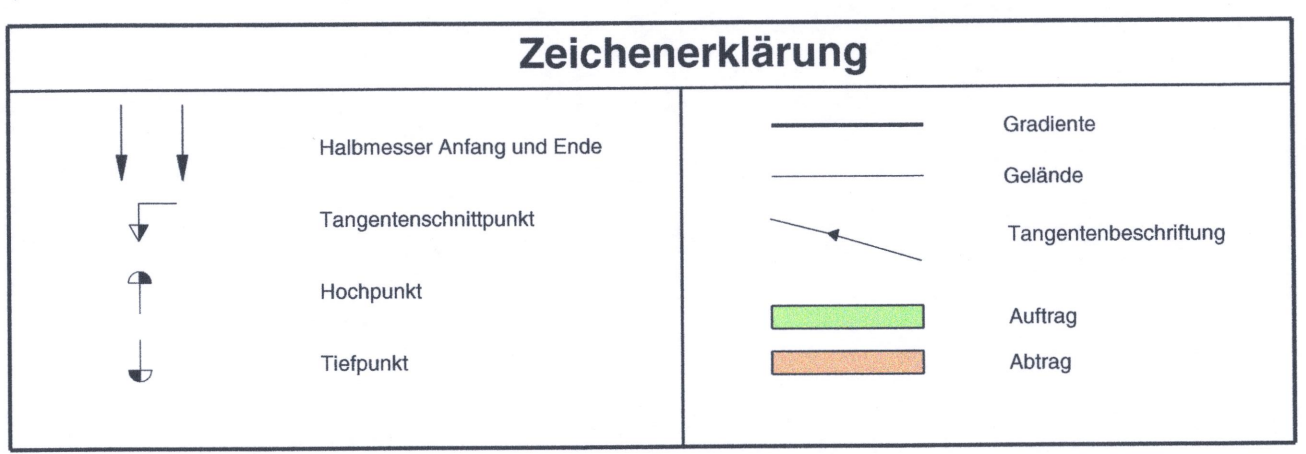 Zeichenerklärung
Halbmesser Anfang und Ende
Tangentenschnittpunkt
Hochpunkt
Tiefpunkt
Gradiente
Gelände
Tangentenbeschriftung
Auftrag
Abtrag